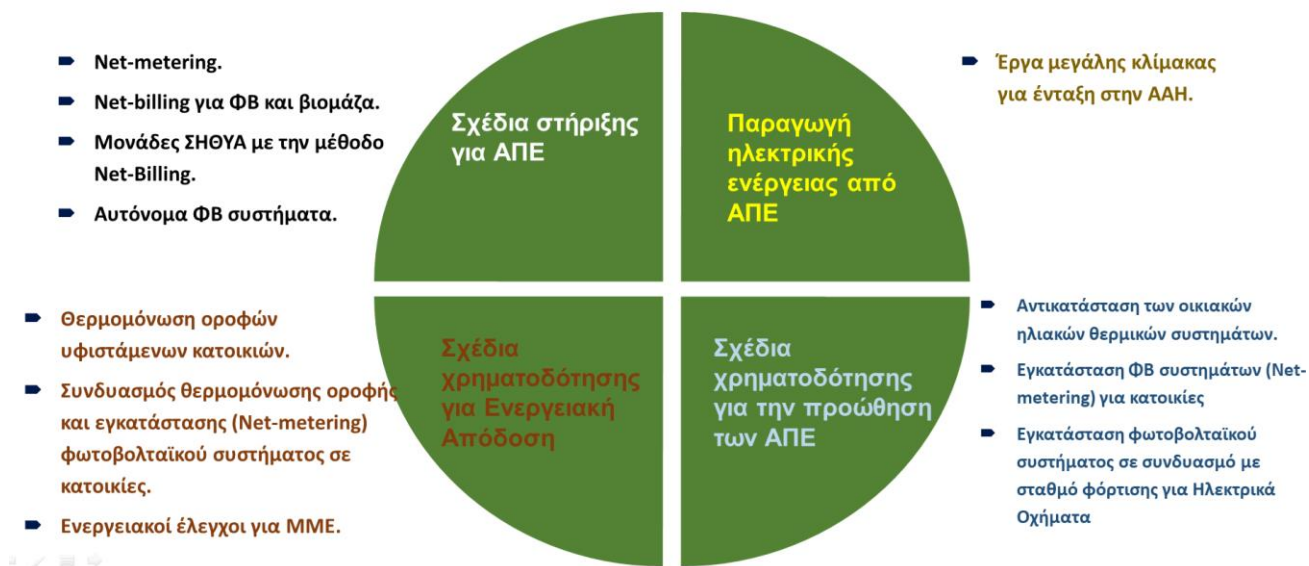 Net-metering.
Net-billing για ΦΒ και βιομάζα.
Μονάδες ΣΗΘΥΑ με την μέθοδο
Net-Billing.
Αυτόνομα ΦΒ συστήματα.
Σχέδια στήριξης
για ΑΠΕ
Παραγωγή
ηλεκτρικής
ενέργειας από
ΑΠΕ
Έργα μεγάλης κλίμακας
για ένταξη στην ΑΑΗ.
Θερμομόνωση οροφών
υφιστάμενων κατοικιών.
Συνδυασμός θερμομόνωσης οροφής
και εγκατάστασης (Net-metering)
φωτοβολταϊκού συστήματος σε
κατοικίες.
Ενεργειακοί έλεγχοι για ΜΜΕ.
Σχέδια
χρηματοδότησης
για Ενεργειακή
Απόδοση
Σχέδια
χρηματοδότησης
για την προώθηση
των ΑΠΕ
Αντικατάσταση των οικιακών
ηλιακών θερμικών συστημάτων.
Εγκατάσταση ΦΒ συστημάτων (Net-
metering) για κατοικίες
Εγκατάσταση φωτοβολταϊκού
συστήματος σε συνδυασμό με
σταθμό φόρτισης για Ηλεκτρικά
Οχήματα